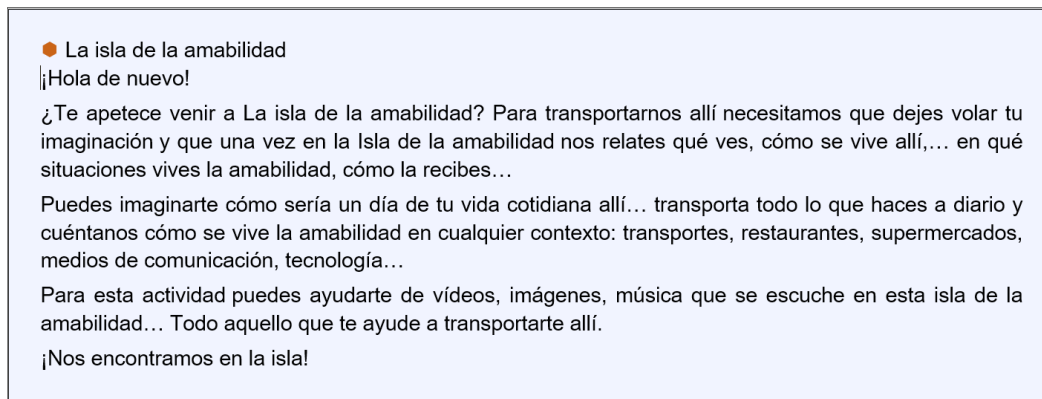 La isla de la amabilidad
¡Hola de nuevo!
¿Te apetece venir a La isla de la amabilidad? Para transportarnos allí necesitamos que dejes volar tu
imaginación y que una vez en la Isla de la amabilidad nos relates qué ves, cómo se vive allí,... en qué
situaciones vives la amabilidad, cómo la recibes...
Puedes imaginarte cómo sería un día de tu vida cotidiana allí... transporta todo lo que haces a diario y
cuéntanos cómo se vive la amabilidad en cualquier contexto: transportes, restaurantes, supermercados,
medios de comunicación, tecnología...
Para esta actividad puedes ayudarte de vídeos, imágenes, música que se escuche en esta isla de la
amabilidad... Todo aquello que te ayude a transportarte allí.
¡Nos encontramos en la isla!